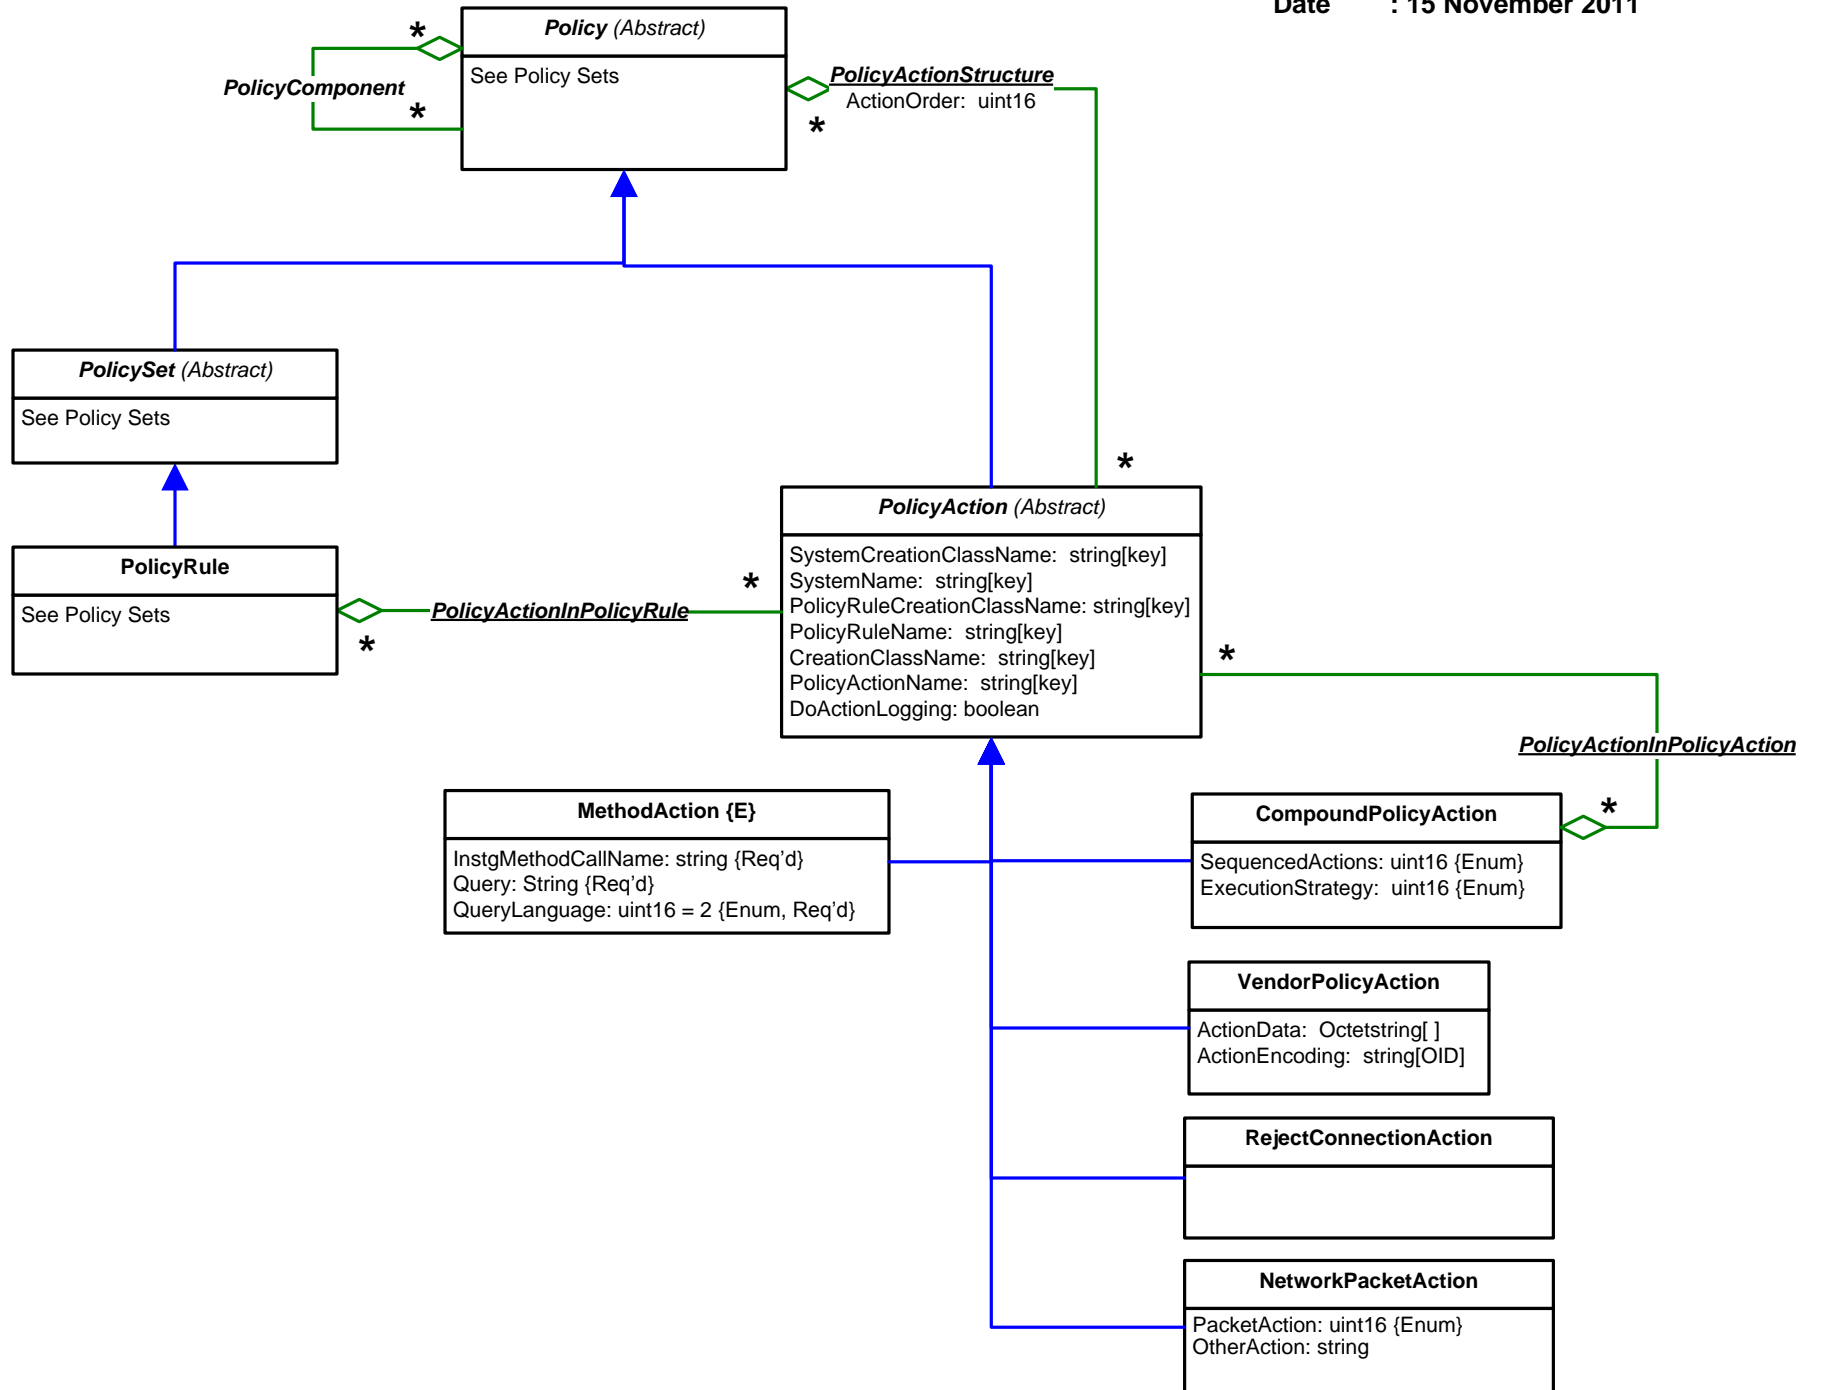 Date : 15 November 2011
Policy (Abstract)
See Policy Sets
*
PolicyComponent
*
PolicyActionStructure
ActionOrder: uint16
*
PolicySet (Abstract)
See Policy Sets
*
PolicyAction (Abstract)
SystemCreationClassName: string[key]
SystemName: string[key]
PolicyRuleCreationClassName: string[key]
PolicyRuleName: string[key]
CreationClassName: string[key]
PolicyActionName: string[key]
DoActionLogging: boolean
PolicyRule
See Policy Sets
*
PolicyActionInPolicyRule
*
*
PolicyActionInPolicyAction
*
MethodAction {E}
InstgMethodCallName: string {Req’d}
Query: String {Req’d}
QueryLanguage: uint16 = 2 {Enum, Req’d}
CompoundPolicyAction
SequencedActions: uint16 {Enum}
ExecutionStrategy: uint16 {Enum}
VendorPolicyAction
ActionData: Octetstring[ ]
ActionEncoding: string[OID]
RejectConnectionAction
NetworkPacketAction
PacketAction: uint16 {Enum}
OtherAction: string